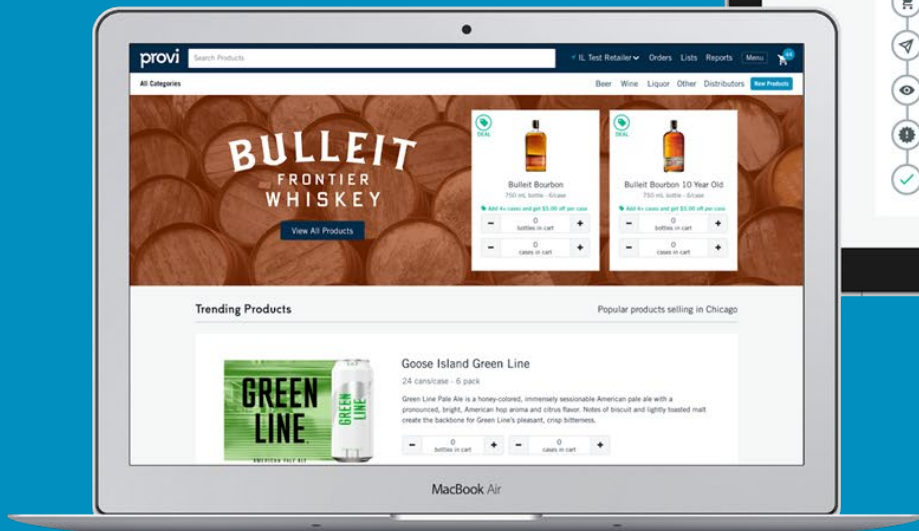 provi
Search Products
IL Test Retailer
Orders
Lists
Reports
Menu
44
All Categories
Beer
Wine
Liquor
Other
Distributors
New Products
BULLEIT
FRONTIER
WHISKEY
View All Products
DEAL
Bulleit Bourbon
750 mL bottle - 6/case
Add 4+ cases and get $5.00 off per case
0
bottles in cart
0
cases in cart
DEAL
Bulleit Bourbon 10 Year Old
750 mL bottle - 6/case
Add 4+ cases and get $5.00 off per case
0
bottles in cart
0
cases in cart
Trending Products
Popular products selling in Chicago
GREEN
LINE
AMERICAN PALE ALE
GREEN
LINE
Goose Island Green Line
24 cans/case - 6 pack
Green Line Pale Ale is a honey-colored, immensely sessionable American pale ale with a
pronounced, bright, American hop aroma and citrus flavor. Notes of biscuit and lightly toasted malt
create the backbone for Green Line's pleasant, crisp bitterness.
0
bottles in cart
0
cases in cart
MacBook Air